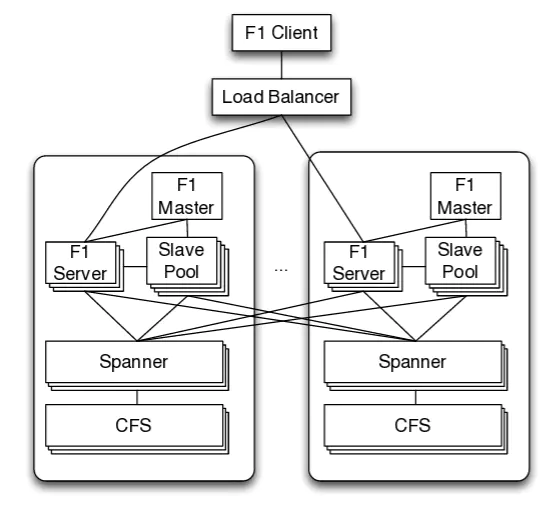 F1 Client
Load Balancer
F1
Master
F1
Server
Slave
Pool
Spanner
CFS
...
F1
Master
F1
Server
Slave
Pool
Spanner
CFS